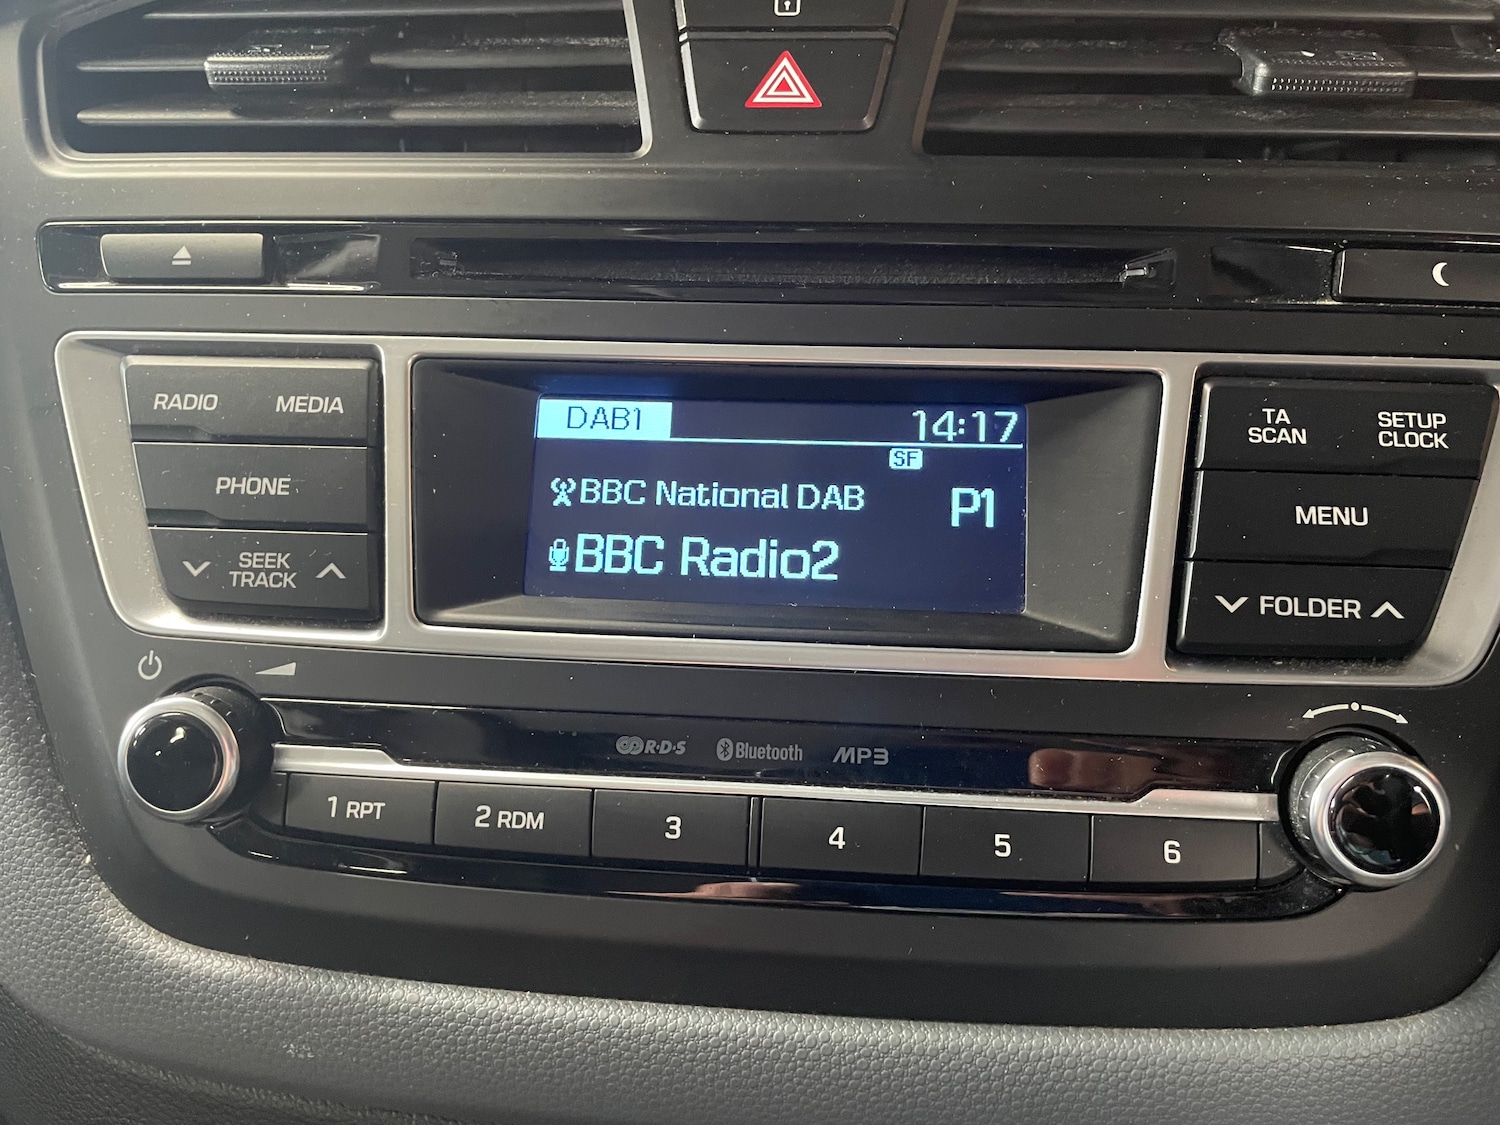 RADIO MEDIA
PHONE
SEEK
TRACK
DAB1 14:17
SF
BBC National DAB P1
BBC Radio2
TA
SCAN
SETUP
CLOCK
MENU
FOLDER
R·D·S Bluetooth MP3
1 RPT 2 RDM 3 4 5 6